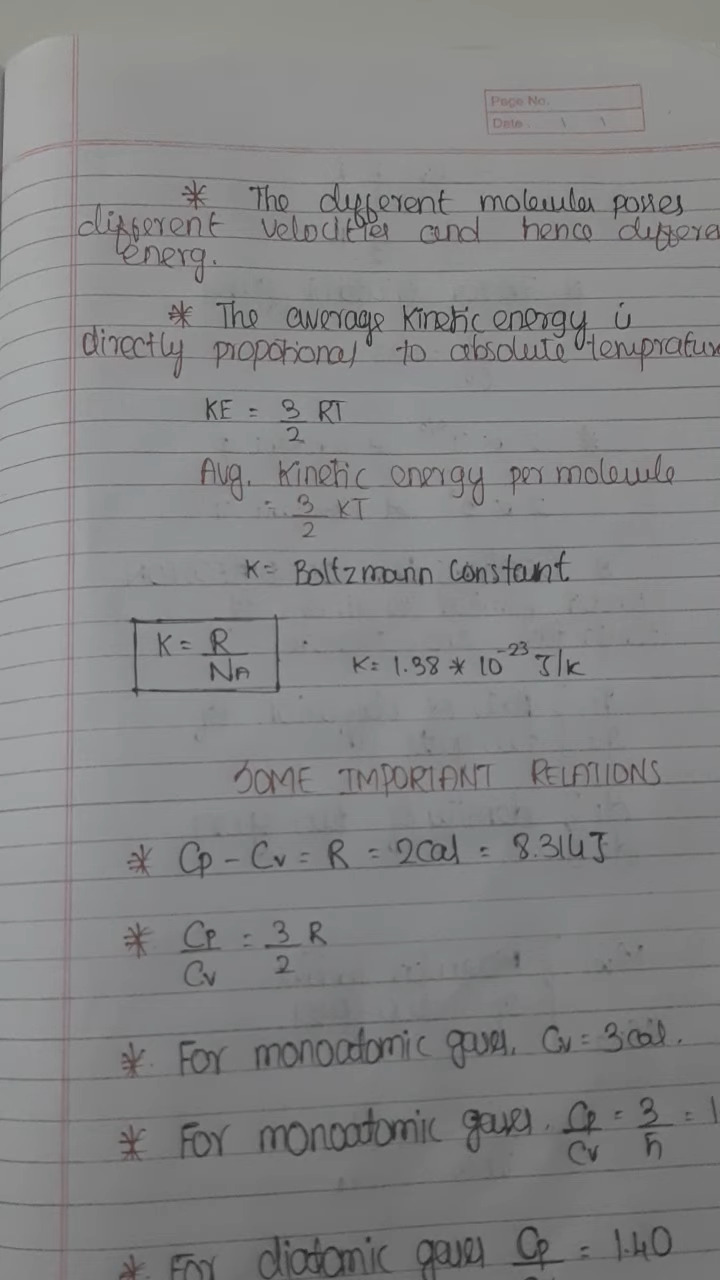 Page No.
Date \ \
* The different molecules posses
different velocities and hence differe
energ.
* The average kinetic energy is
directly proportional to absolute tempratur
KE = 3/2 RT
Avg. Kinetic energy per molecule
= 3/2 KT
K = Boltzmann Constant
K = R/NA
K = 1.38 * 10⁻²³ J/K
SOME IMPORTANT RELATIONS
* Cp - Cv = R = 2cal = 8.314J
* Cp/Cv = 3/2 R
* For monoatomic gases, Cv = 3cal.
* For monoatomic gases, Cp/Cv = 3/5 = 1
* For diatomic gases Cp = 1.40